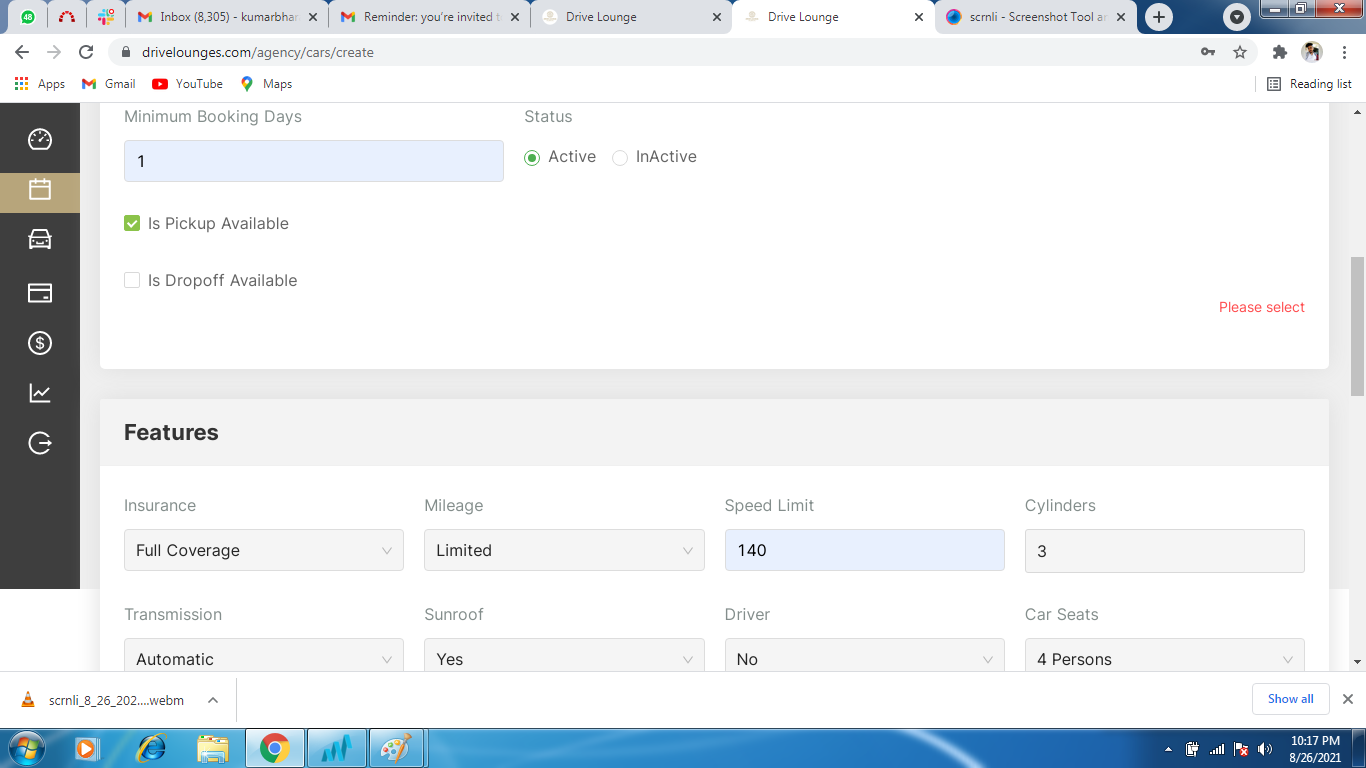 48
Inbox (8,305) - kumarbhar
Reminder: you're invited t
Drive Lounge
Drive Lounge
scrnli - Screenshot Tool ar
drivelounges.com/agency/cars/create
Apps
Gmail
YouTube
Maps
Reading list
Minimum Booking Days
Status
1
Active
InActive
Is Pickup Available
Is Dropoff Available
Please select
Features
Insurance
Mileage
Speed Limit
Cylinders
Full Coverage
Limited
140
3
Transmission
Sunroof
Driver
Car Seats
Automatic
Yes
No
4 Persons
scrnli_8_26_202....webm
Show all
10:17 PM
8/26/2021